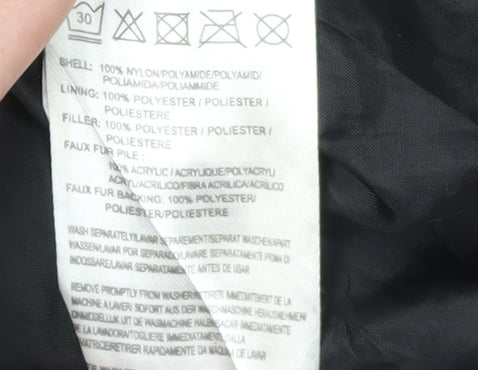 30
SHELL: 100% NYLON/POLYAMIDE/POLYAMID/
POLIAMIDA/POLIAMMIDE
LINING: 100% POLYESTER / POLIESTER /
POLIESTERE
FILLER: 100% POLYESTER / POLIESTER /
POLIESTERE
FAUX FUR PILE :
100% ACRYLIC / ACRYLIQUE/POLYACRYL/
ACRYL/ACRILICO/FIBRA ACRILICA/ACRILICO
FAUX FUR BACKING: 100% POLYESTER/
POLIESTER/POLIESTERE
WASH SEPARATELY/LAVAR SEPAREMENT/SEPARAT WASCHEN/APART
WASSEN/LAVAR POR SEPARADO/LAVARE SEPARATAMENTE PRIMA DI
INDOSSARE/LAVAR SEPARATAMENTE ANTES DE USAR
REMOVE PROMPTLY FROM WASHER/RETIRER IMMEDIATEMENT DE LA
MACHINE A LAVER/ SOFORT AUS DER WASCHMASCHINE HERAUSNEHMEN/
ONMIDDELLIJK UIT DE WASMACHINE HALEN/SACAR INMEDIATAMENTE
DE LA LAVADORA/TOGLIERE IMMEDIATAMENTE DALLA
RAPIDAMENTE DA MAQUINA DE LAVAR